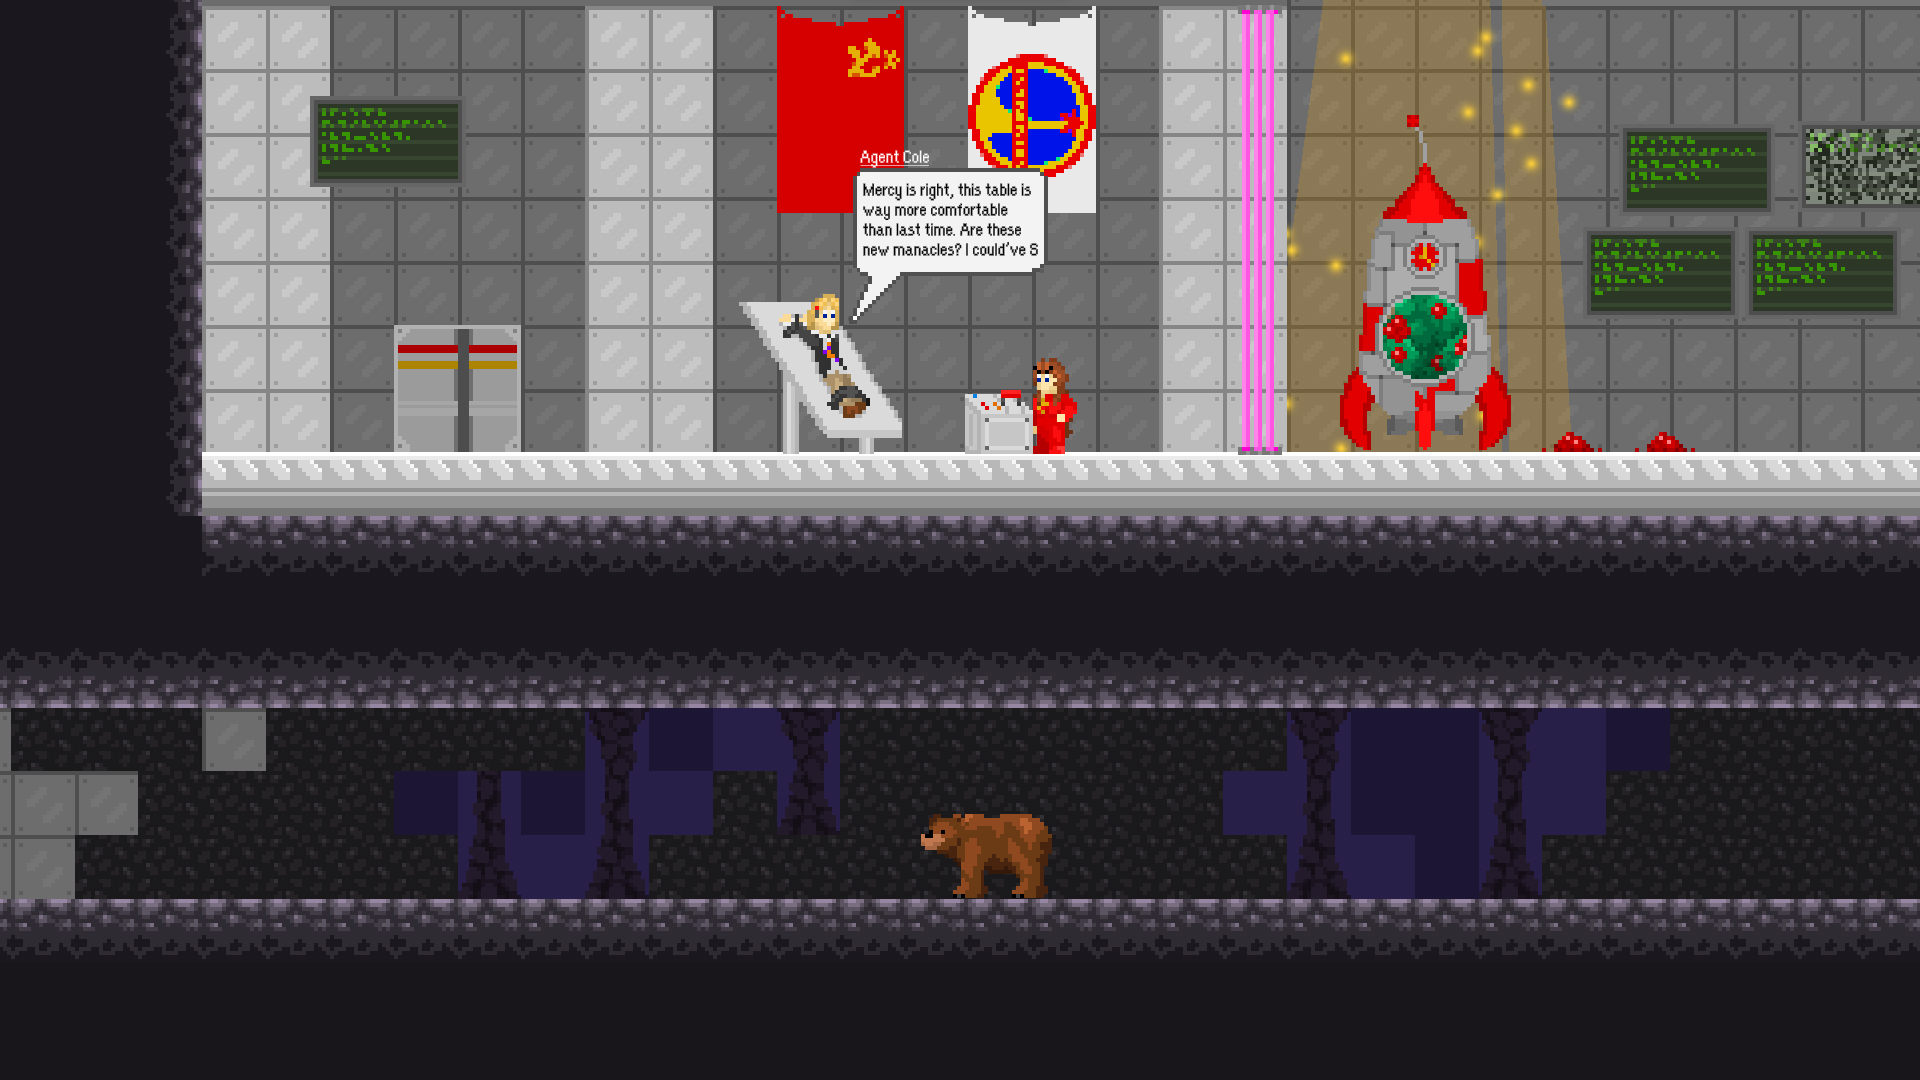 Agent Cole
Mercy is right, this table is
way more comfortable
than last time. Are these
new manacles? I could've S